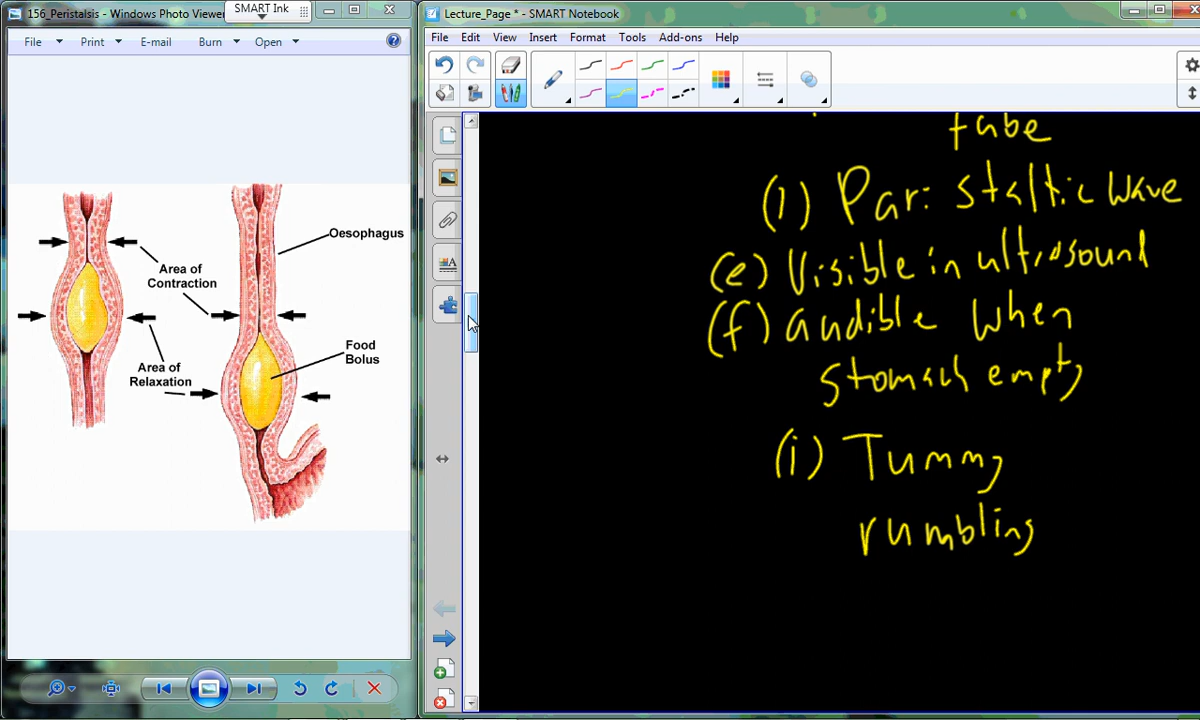 156_Peristalsis - Windows Photo Viewer
SMART Ink
File Print E-mail Burn Open
Oesophagus
Area of
Contraction
Food
Bolus
Area of
Relaxation
Lecture_Page * - SMART Notebook
File Edit View Insert Format Tools Add-ons Help
tube
(1) Peri staltic wave
(e) Visible in ultrasound
(f) audible when
stomach empty
(i) Tummy
rumbling